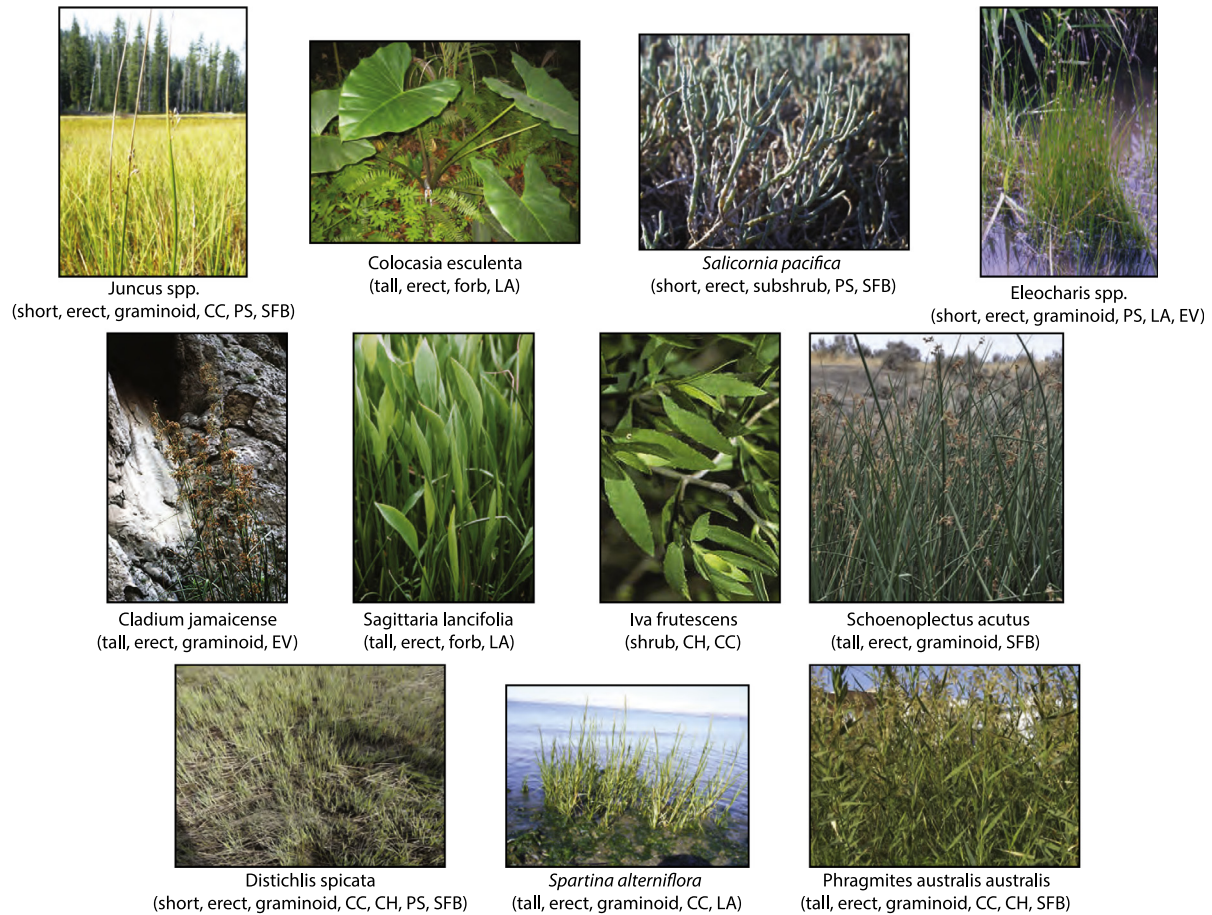 Juncus spp.
(short, erect, graminoid, CC, PS, SFB)
Colocasia esculenta
(tall, erect, forb, LA)
Salicornia pacifica
(short, erect, subshrub, PS, SFB)
Eleocharis spp.
(short, erect, graminoid, PS, LA, EV)
Cladium jamaicense
(tall, erect, graminoid, EV)
Sagittaria lancifolia
(tall, erect, forb, LA)
Iva frutescens
(shrub, CH, CC)
Schoenoplectus acutus
(tall, erect, graminoid, SFB)
Distichlis spicata
(short, erect, graminoid, CC, CH, PS, SFB)
Spartina alterniflora
(tall, erect, graminoid, CC, LA)
Phragmites australis australis
(tall, erect, graminoid, CC, CH, SFB)